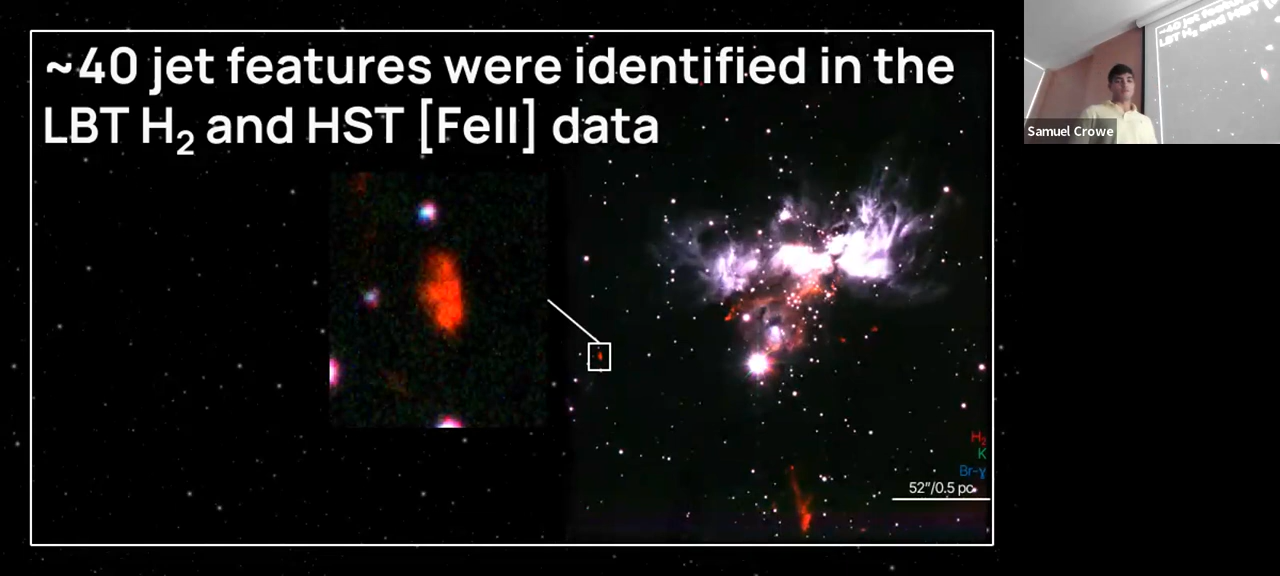 ~40 jet features were identified in the
LBT H₂ and HST [FeII] data
Samuel Crowe
H₂
K
Br-γ
52"/0.5 pc